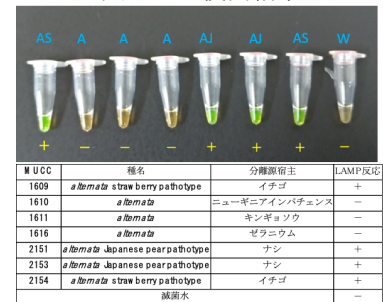 AS A A A AJ AJ AS W
+ − − − + + + −
MUCC 種名 分離源宿主 LAMP反応
1609 alternata strawberry pathotype イチゴ +
1610 alternata ニューギニアインパチェンス −
1611 alternata キンギョソウ −
1616 alternata ゼラニウム −
2151 alternata Japanese pear pathotype ナシ +
2153 alternata Japanese pear pathotype ナシ +
2154 alternata strawberry pathotype イチゴ +
滅菌水 −